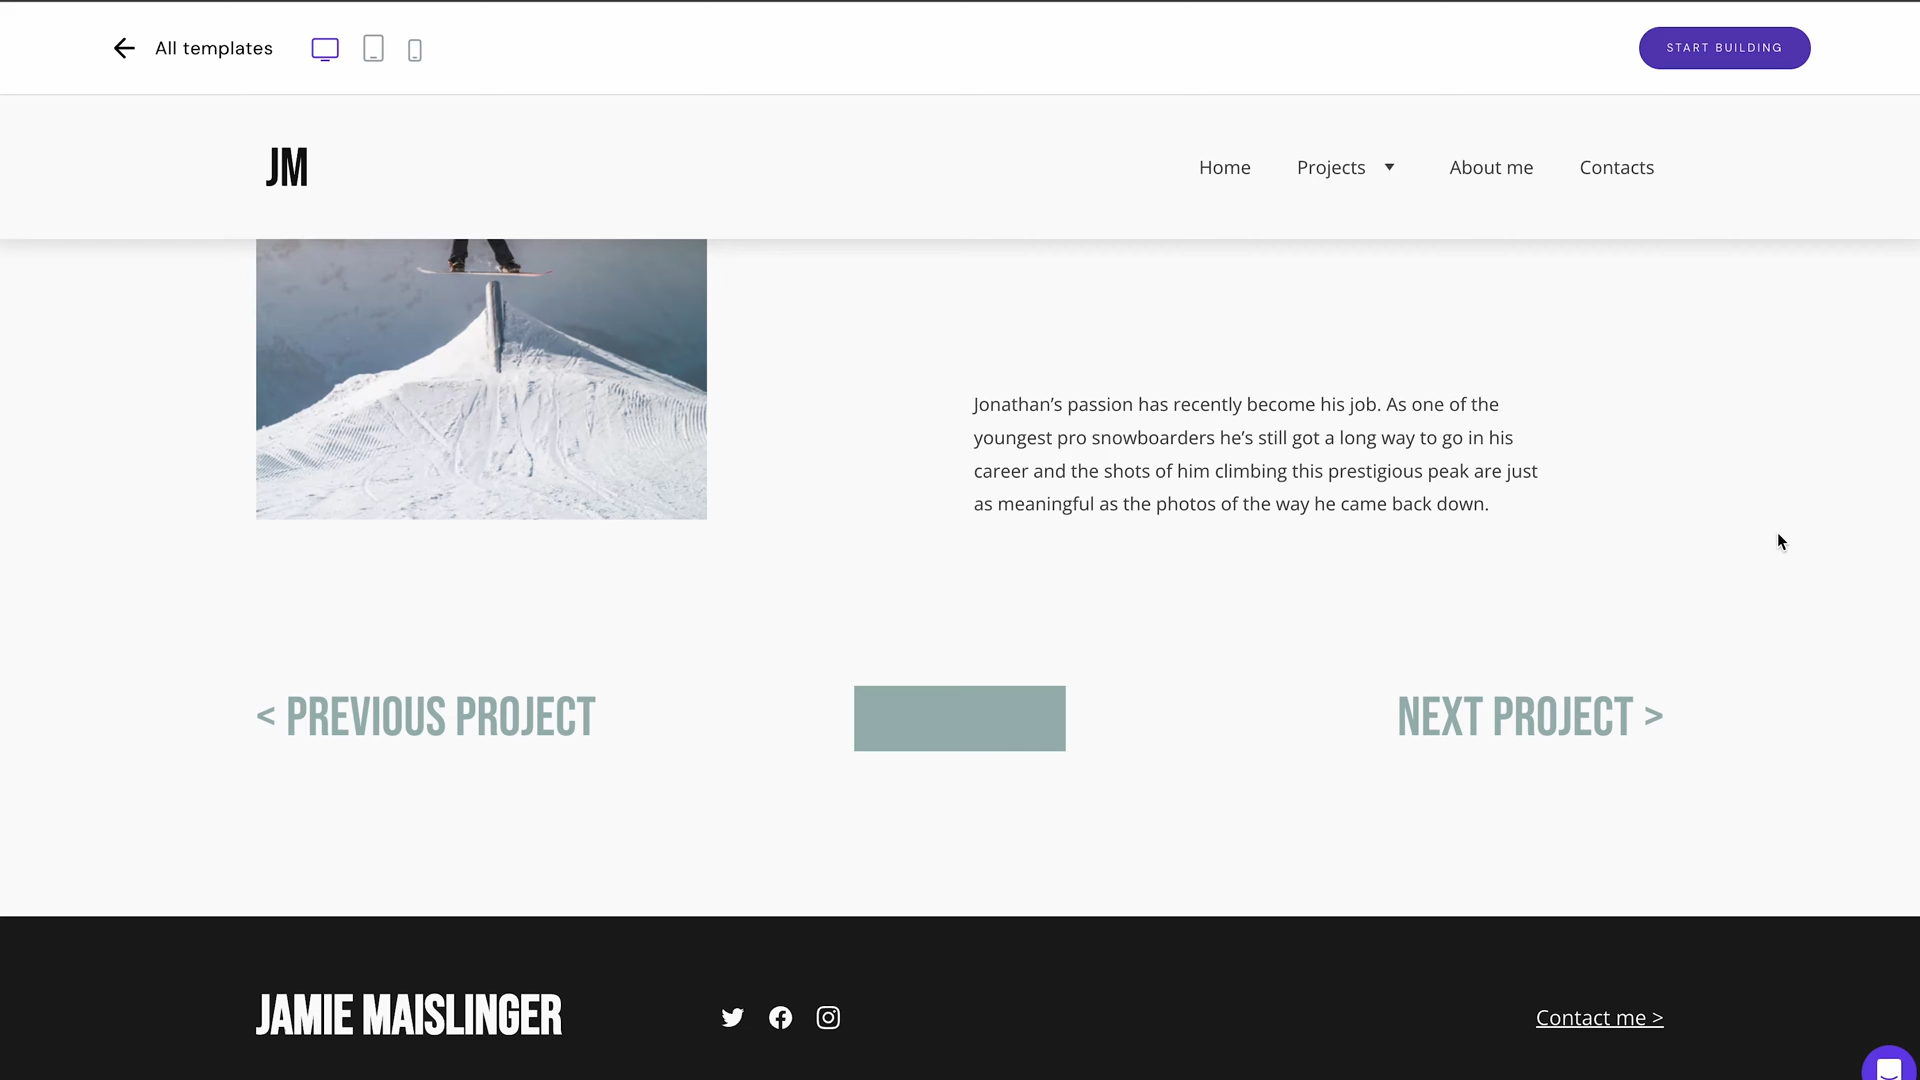 All templates
START BUILDING
JM
Home
Projects
About me
Contacts
Jonathan’s passion has recently become his job. As one of the
youngest pro snowboarders he’s still got a long way to go in his
career and the shots of him climbing this prestigious peak are just
as meaningful as the photos of the way he came back down.
< PREVIOUS PROJECT
NEXT PROJECT >
JAMIE MAISLINGER
Contact me >